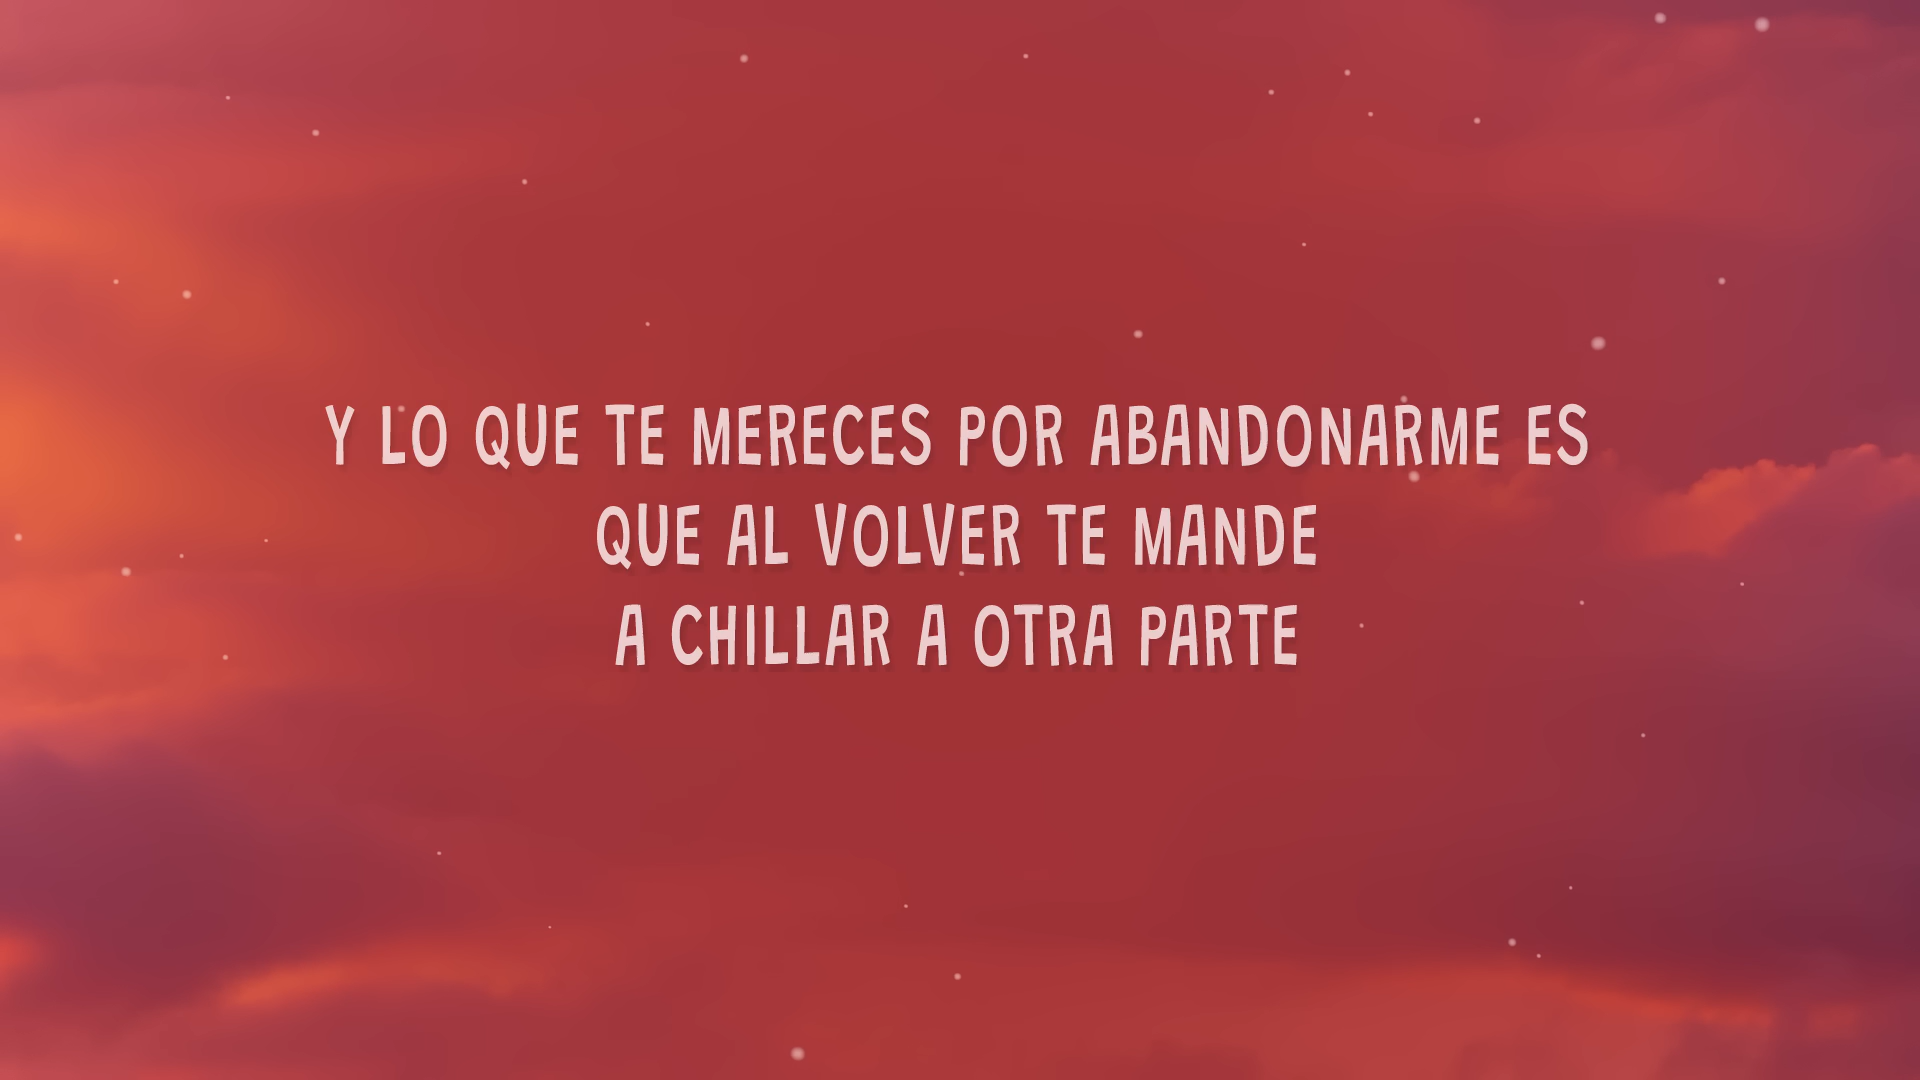 Y LO QUE TE MERECES POR ABANDONARME ES
QUE AL VOLVER TE MANDE
A CHILLAR A OTRA PARTE